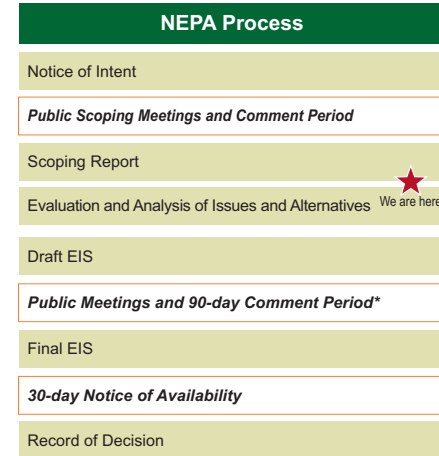 NEPA Process
Notice of Intent
Public Scoping Meetings and Comment Period
Scoping Report
Evaluation and Analysis of Issues and Alternatives We are here
Draft EIS
Public Meetings and 90-day Comment Period*
Final EIS
30-day Notice of Availability
Record of Decision